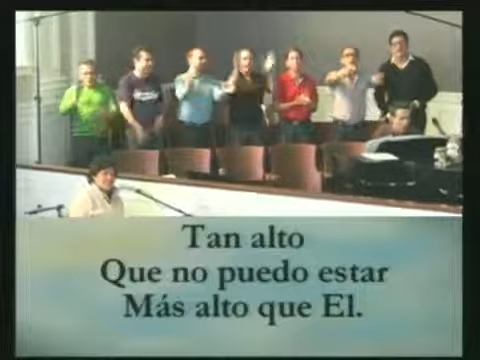 Tan alto
Que no puedo estar
Más alto que El.